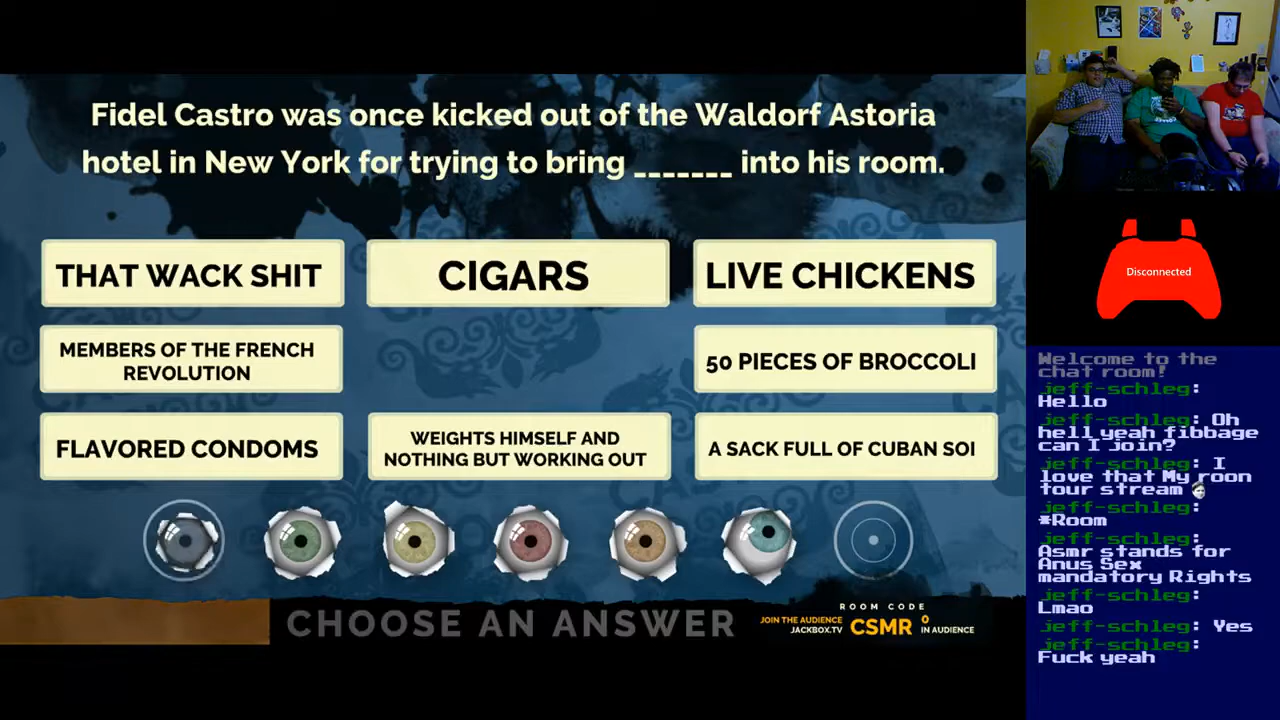 Fidel Castro was once kicked out of the Waldorf Astoria
hotel in New York for trying to bring _______ into his room.
THAT WACK SHIT
CIGARS
LIVE CHICKENS
MEMBERS OF THE FRENCH
REVOLUTION
50 PIECES OF BROCCOLI
FLAVORED CONDOMS
WEIGHTS HIMSELF AND
NOTHING BUT WORKING OUT
A SACK FULL OF CUBAN SOI
CHOOSE AN ANSWER
ROOM CODE
JOIN THE AUDIENCE
JACKBOX.TV
CSMR
0
IN AUDIENCE
Disconnected
Welcome to the
chat room!
jeff-schleg:
Hello
jeff-schleg: Oh
hell yeah fibbage
can I join?
jeff-schleg: I
love that My roon
tour stream
jeff-schleg:
*Room
jeff-schleg:
Asmr stands for
Anus Sex
mandatory Rights
jeff-schleg:
Lmao
jeff-schleg: Yes
jeff-schleg:
Fuck yeah